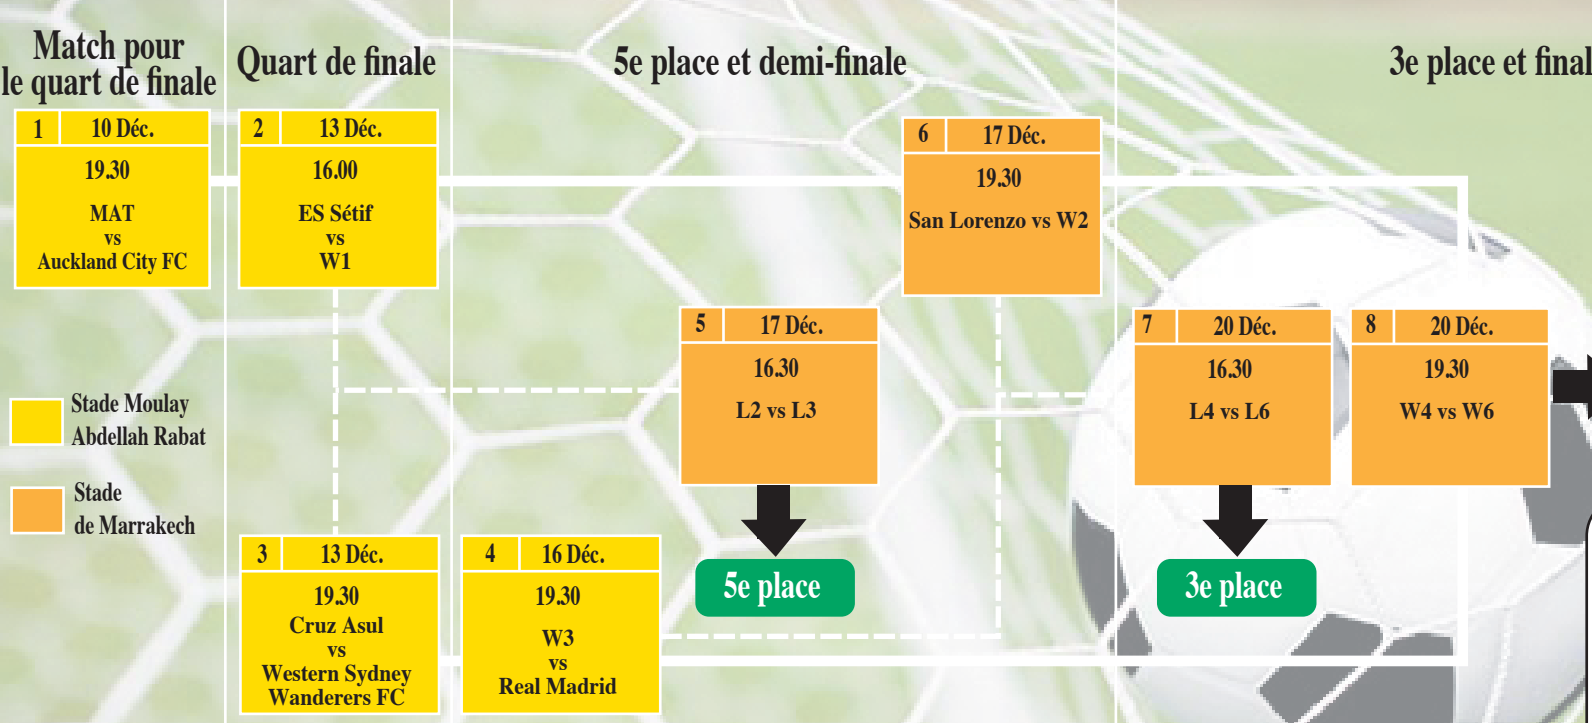 Match pour
le quart de finale
Quart de finale
5e place et demi-finale
3e place et final
1 10 Déc.
19.30
MAT
vs
Auckland City FC
2 13 Déc.
16.00
ES Sétif
vs
W1
6 17 Déc.
19.30
San Lorenzo vs W2
5 17 Déc.
16.30
L2 vs L3
7 20 Déc.
16.30
L4 vs L6
8 20 Déc.
19.30
W4 vs W6
Stade Moulay
Abdellah Rabat
Stade
de Marrakech
3 13 Déc.
19.30
Cruz Asul
vs
Western Sydney
Wanderers FC
4 16 Déc.
19.30
W3
vs
Real Madrid
5e place
3e place